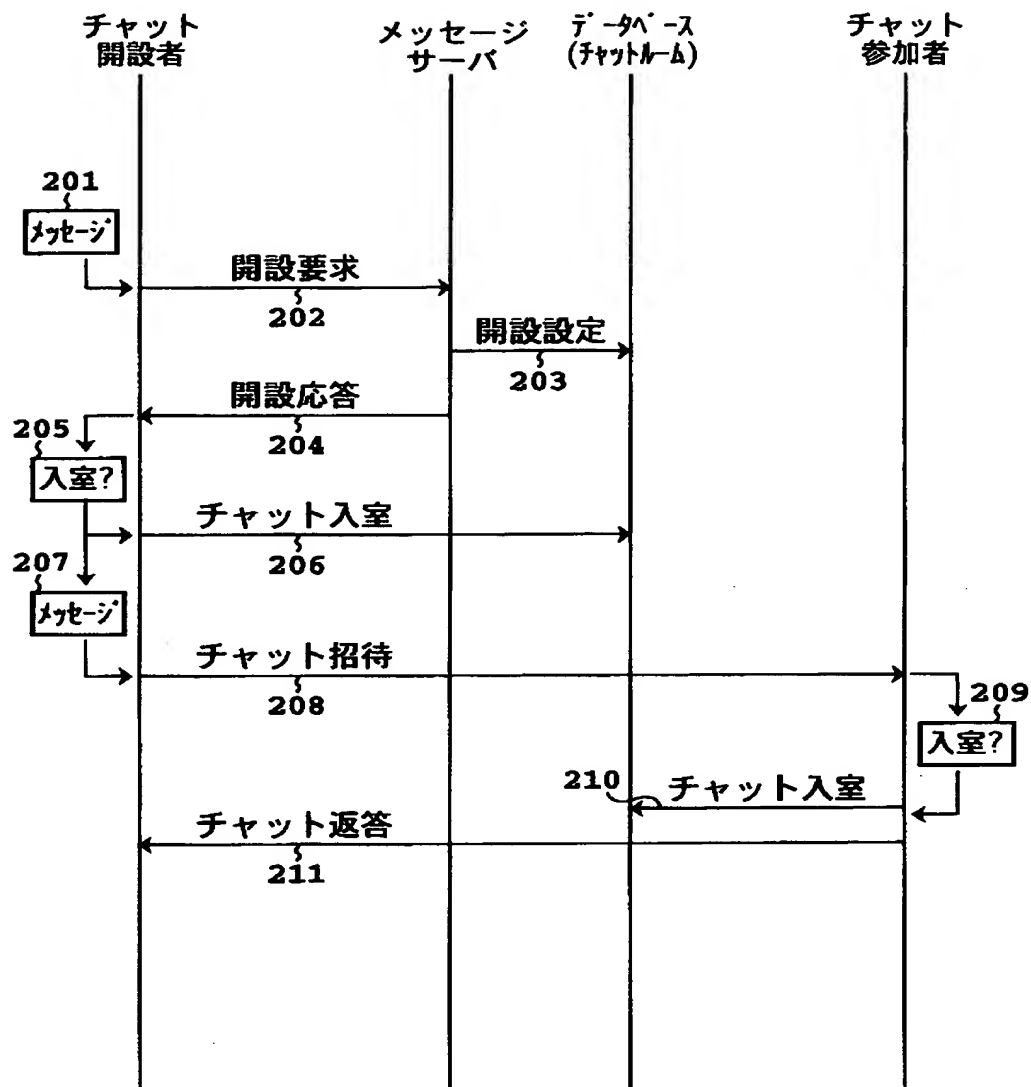 チャット
開設者
メッセージ
サーバ
データベース
(チャットルーム)
チャット
参加者
201
メッセージ
開設要求
202
開設設定
203
開設応答
204
205
入室?
チャット入室
206
207
メッセージ
チャット招待
208
209
入室?
210
チャット入室
チャット返答
211